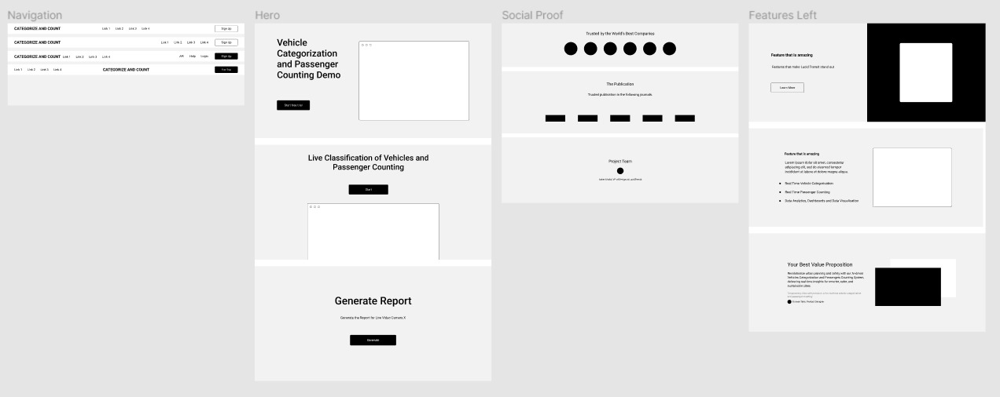 Navigation
CATEGORIZE AND COUNT Link 1 Link 2 Link 3 Link 4 Sign Up
CATEGORIZE AND COUNT Link 1 Link 2 Link 3 Link 4 Sign Up
CATEGORIZE AND COUNT Link 1 Link 2 Link 3 Link 4 API Help Login Sign Up
Link 1 Link 2 Link 3 Link 4 CATEGORIZE AND COUNT Free Trial
Hero
Vehicle
Categorization
and Passenger
Counting Demo
Start free trial
Live Classification of Vehicles and
Passenger Counting
Start
Generate Report
Generate the Report for Live Video Camera X
Generate
Social Proof
Trusted by the World's Best Companies
The Publication
Trusted publication in the following journals.
Project Team
Features Left
Feature that is amazing
Features that make Lucid Transit stand out
Learn More
Feature that is amazing
Lorem ipsum dolor sit amet, consectetur
adipiscing elit, sed do eiusmod tempor
incididunt ut labore et dolore magna aliqua.
Real Time Vehicle Categorisation
Real Time Passenger Counting
Data Analytics, Dashboards and Data Visualisation
Your Best Value Proposition
Revolutionize urban planning and safety with our AI-driven
Vehicles Categorization and Passengers Counting System,
delivering real-time insights for smarter, safer, and
sustainable cities.
Product Designer